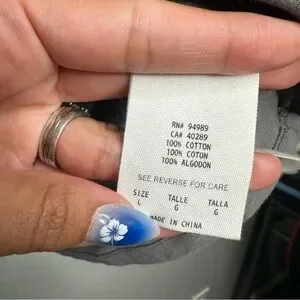 RN# 94989
CA# 40289
100% COTTON
100% COTON
100% ALGODON
SEE REVERSE FOR CARE
SIZE TALLE TALLA
L G G
MADE IN CHINA